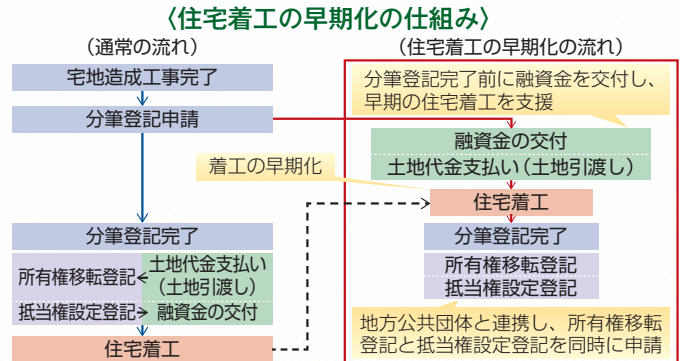 〈住宅着工の早期化の仕組み〉
（通常の流れ）
宅地造成工事完了
分筆登記申請
分筆登記完了
所有権移転登記
土地代金支払い
（土地引渡し）
抵当権設定登記
融資金の交付
住宅着工
着工の早期化
（住宅着工の早期化の流れ）
分筆登記完了前に融資金を交付し、
早期の住宅着工を支援
融資金の交付
土地代金支払い（土地引渡し）
住宅着工
分筆登記完了
所有権移転登記
抵当権設定登記
地方公共団体と連携し、所有権移転
登記と抵当権設定登記を同時に申請